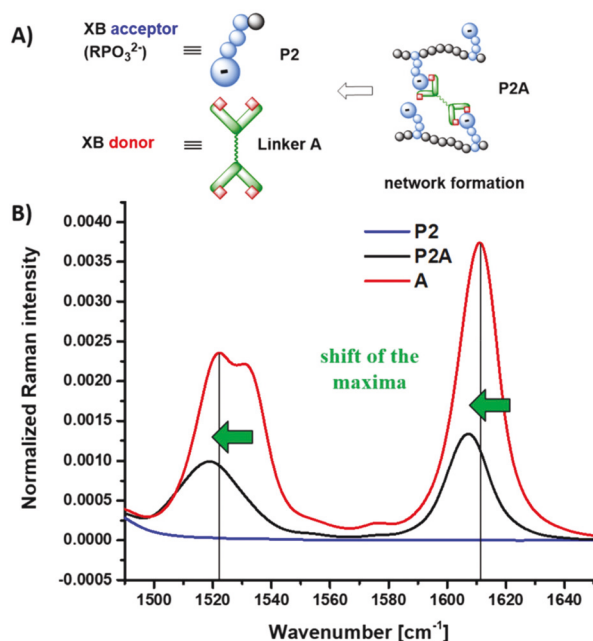 A)
XB acceptor
(RPO₃²⁻)
≡
P2
XB donor
≡
Linker A
P2A
network formation
B)
P2
P2A
A
shift of the
maxima
Normalized Raman intensity
0.0040
0.0035
0.0030
0.0025
0.0020
0.0015
0.0010
0.0005
0.0000
-0.0005
1500
1520
1540
1560
1580
1600
1620
1640
Wavenumber [cm⁻¹]